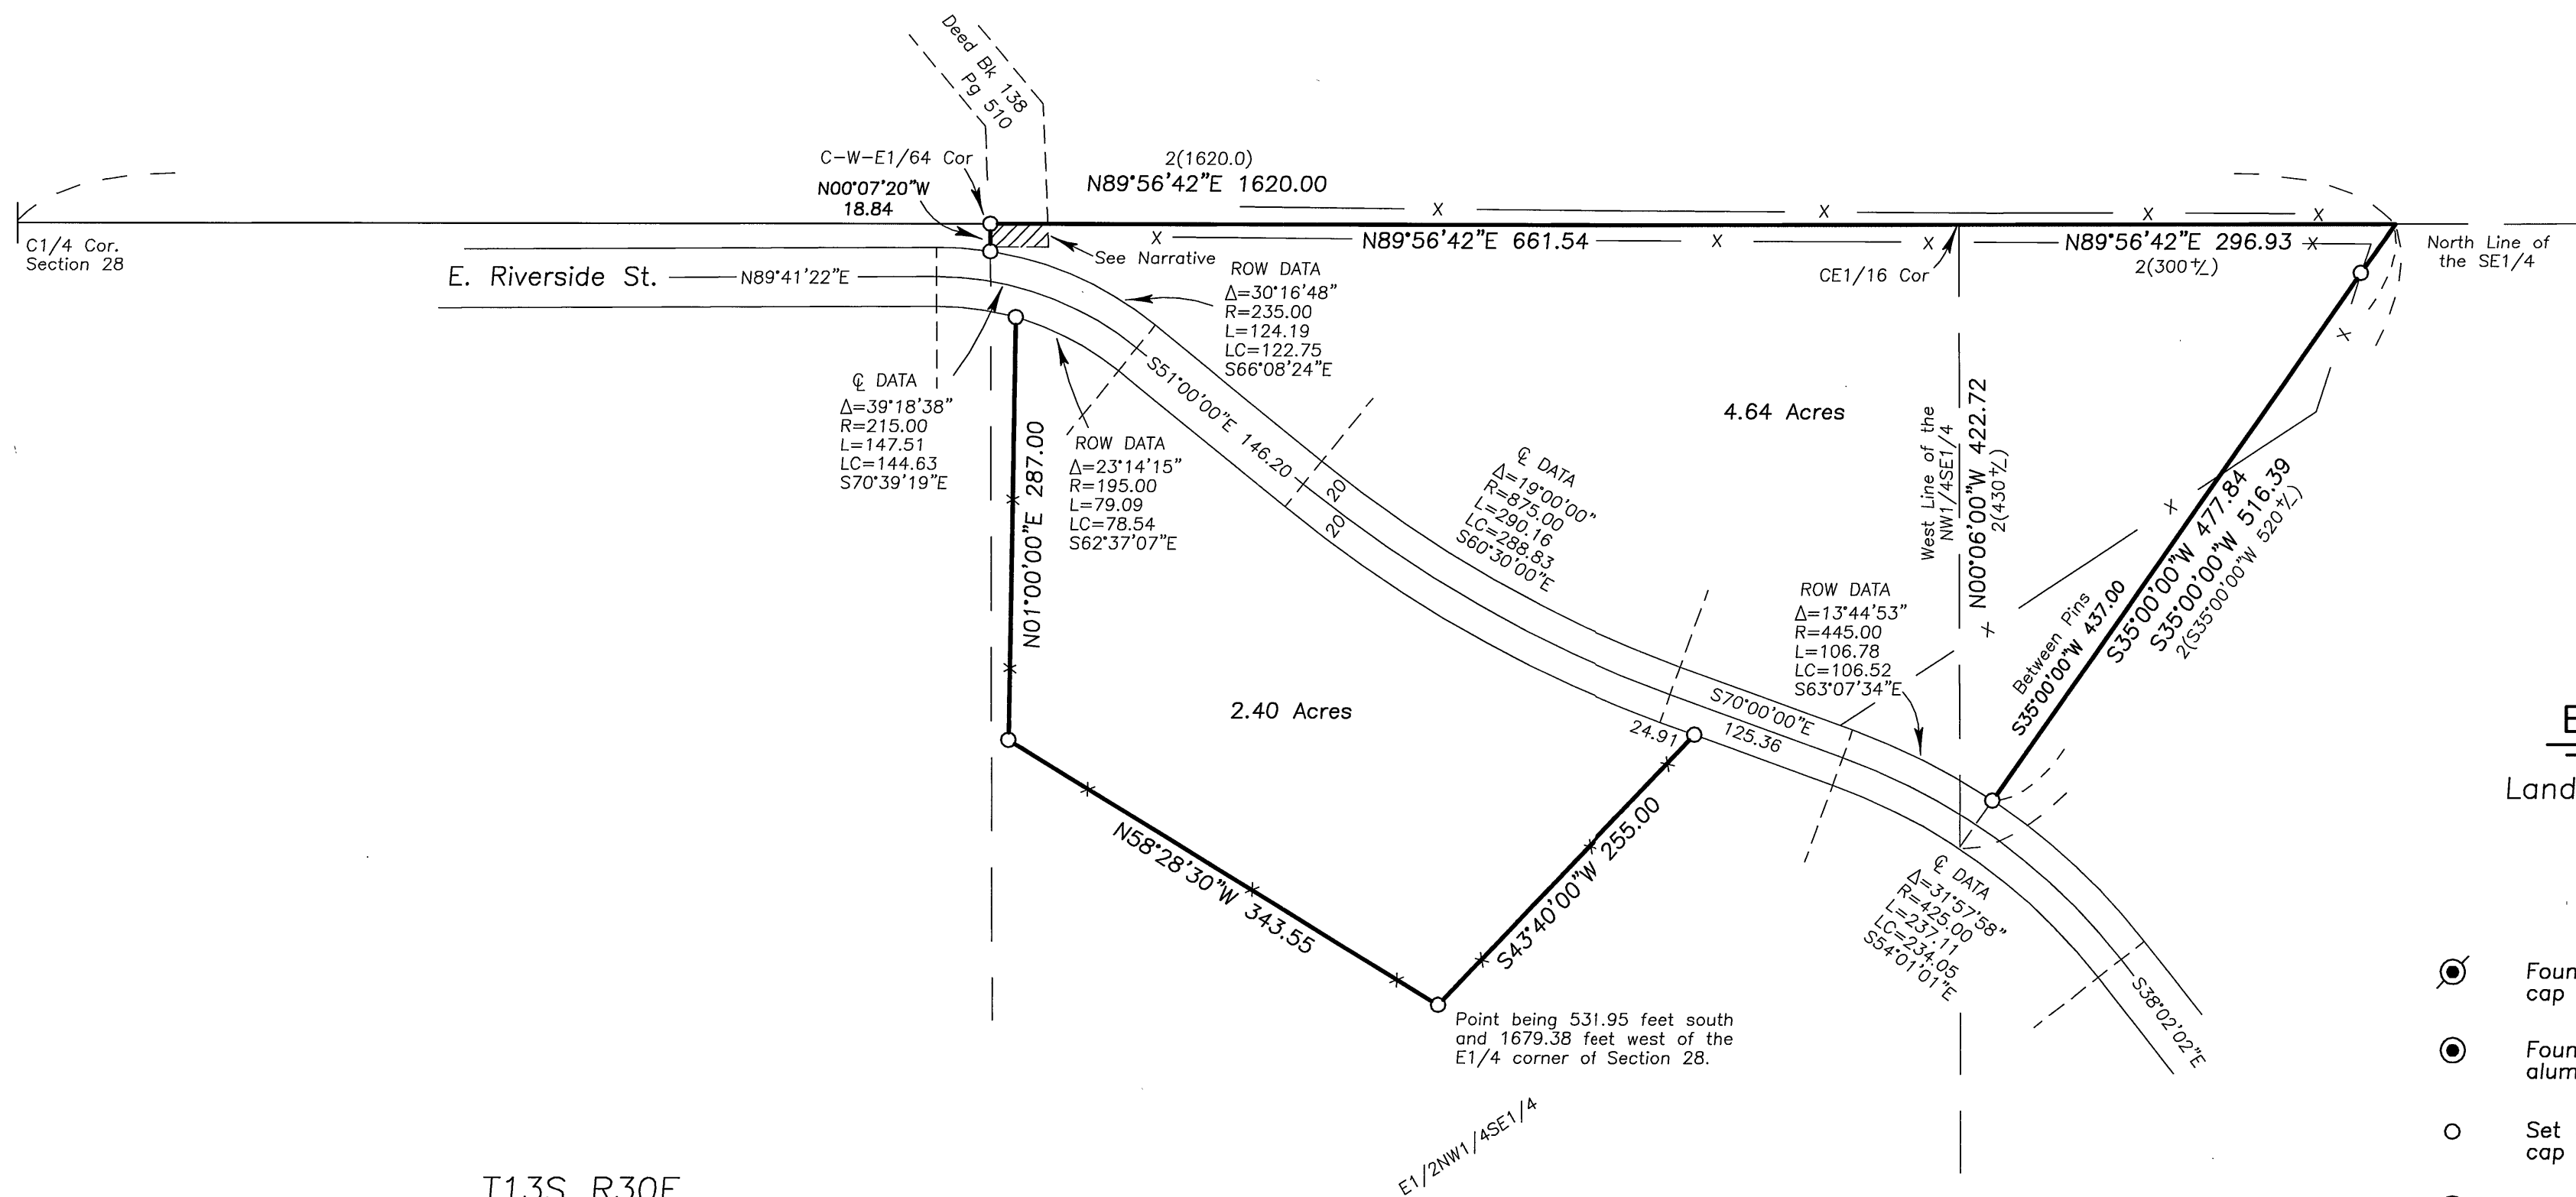 Deed Bk 138
Pg 510
C-W-E1/64 Cor
N00°07'20"W
18.84
2(1620.0)
N89°56'42"E 1620.00
C1/4 Cor.
Section 28
E. Riverside St.
N89°41'22"E
See Narrative
N89°56'42"E 661.54
CE1/16 Cor
N89°56'42"E 296.93
2(300+/-)
North Line of
the SE1/4
ROW DATA
Δ=30°16'48"
R=235.00
L=124.19
LC=122.75
S66°08'24"E
℄ DATA
Δ=39°18'38"
R=215.00
L=147.51
LC=144.63
S70°39'19"E
ROW DATA
Δ=23°14'15"
R=195.00
L=79.09
LC=78.54
S62°37'07"E
N01°00'00"E 287.00
S51°00'00"E 146.20
20
20
℄ DATA
Δ=19°00'00"
R=875.00
L=290.16
LC=288.83
S60°30'00"E
4.64 Acres
West Line of the
NW1/4SE1/4
N00°06'00"W 422.72
2(430+/-)
ROW DATA
Δ=13°44'53"
R=445.00
L=106.78
LC=106.52
S63°07'34"E
Between Pins
S35°00'00"W 437.00
S35°00'00"W 477.84
S35°00'00"W 516.39
2(S35°00'00"W 520+/-)
2.40 Acres
S70°00'00"E
24.91
125.36
N58°28'30"W 343.55
S43°40'00"W 255.00
℄ DATA
Δ=31°57'58"
R=425.00
L=237.11
LC=234.05
S54°01'01"E
S38°02'02"E
Point being 531.95 feet south
and 1679.38 feet west of the
E1/4 corner of Section 28.
E1/2NW1/4SE1/4
T13S R30E
Land
Foun
cap
Foun
alum
Set
cap